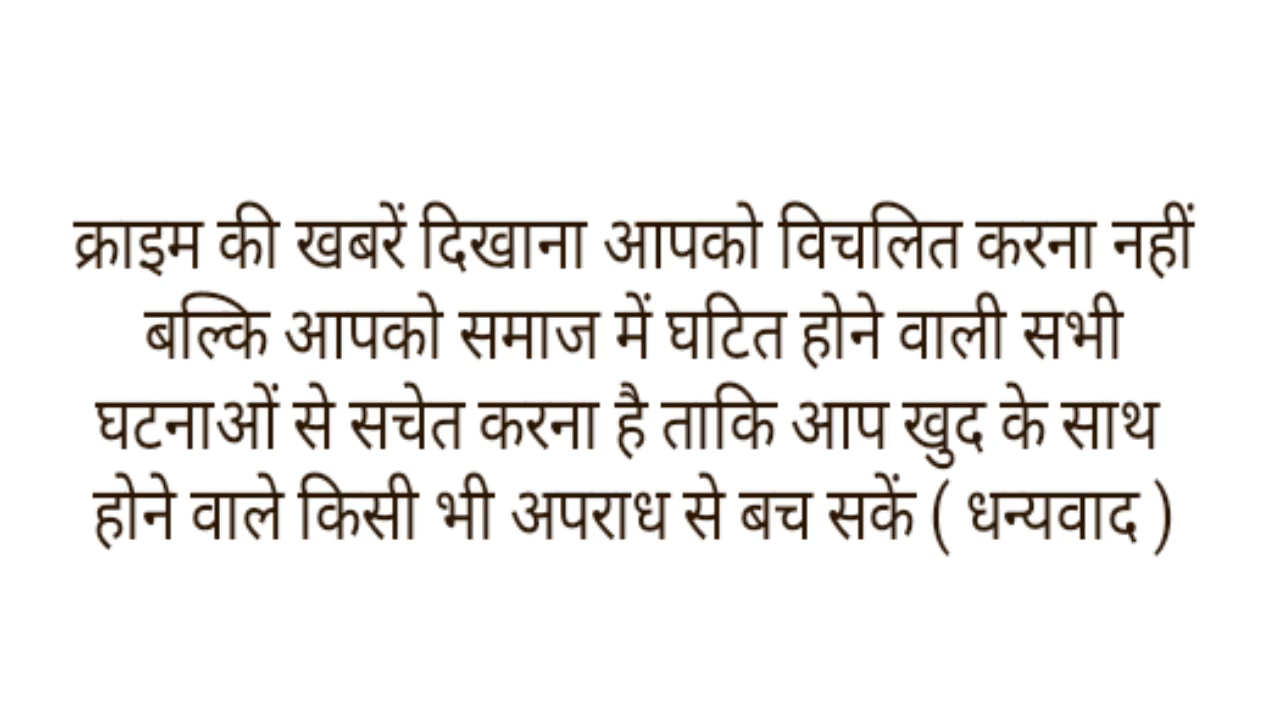 क्राइम की खबरें दिखाना आपको विचलित करना नहीं
बल्कि आपको समाज में घटित होने वाली सभी
घटनाओं से सचेत करना है ताकि आप खुद के साथ
होने वाले किसी भी अपराध से बच सकें ( धन्यवाद )